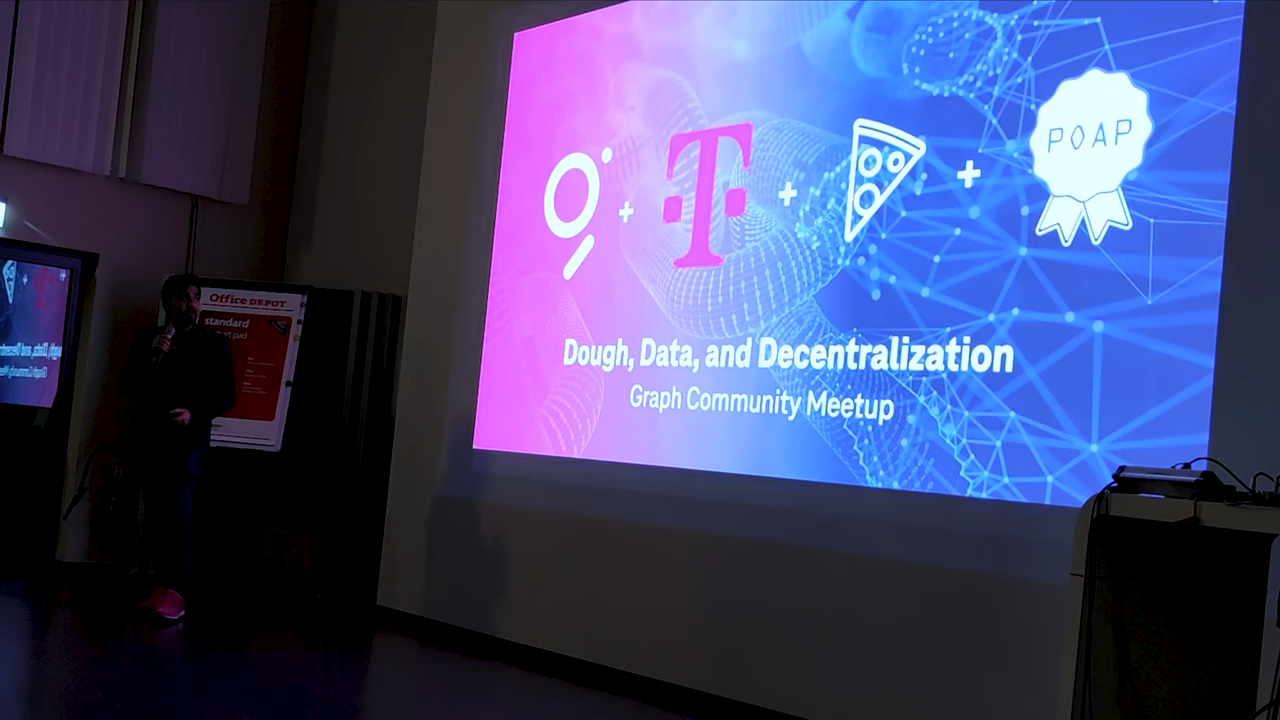 T
POAP
Dough, Data, and Decentralization
Graph Community Meetup
Office DEPOT
standard